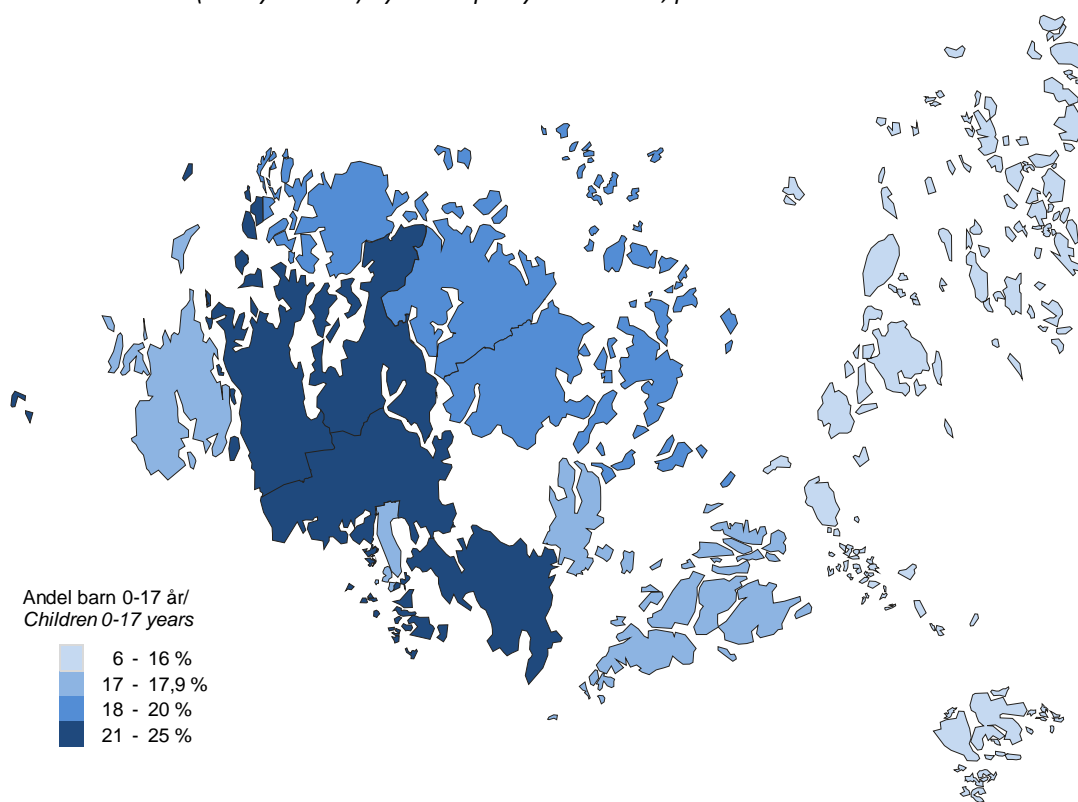 Andel barn 0-17 år/
Children 0-17 years
6 - 16 %
17 - 17,9 %
18 - 20 %
21 - 25 %